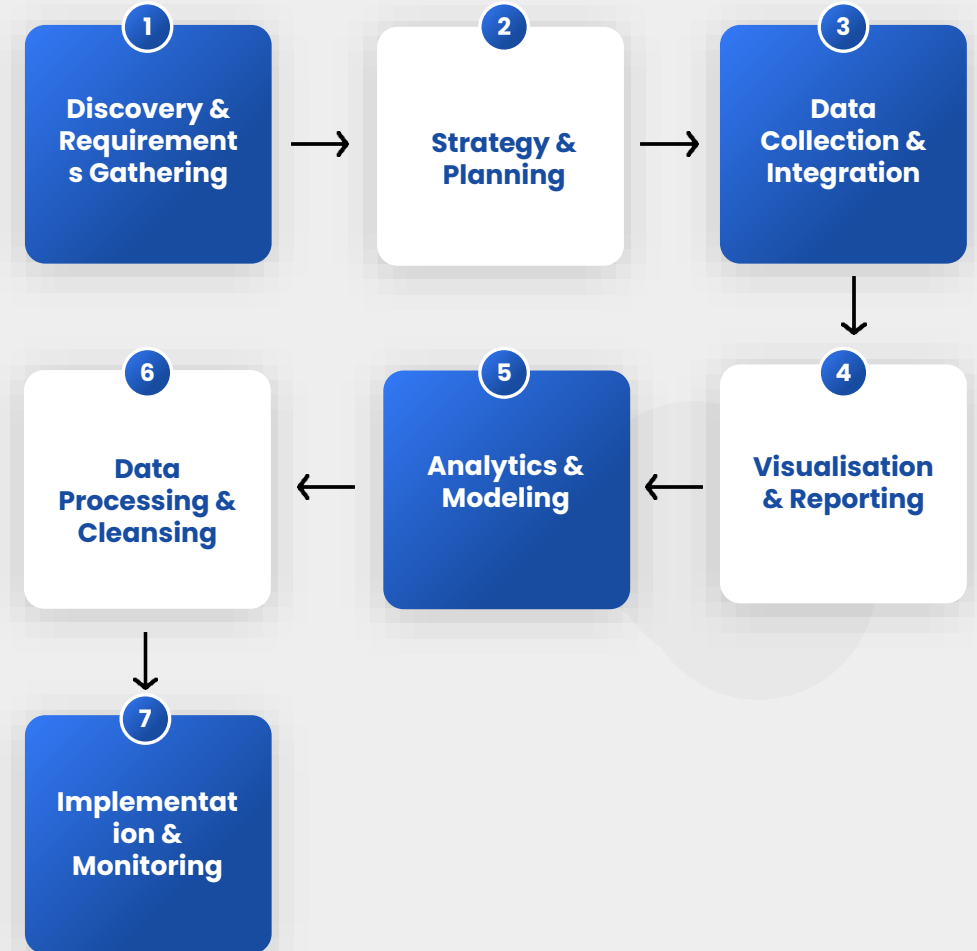 1
Discovery &
Requirement
s Gathering
2
Strategy &
Planning
3
Data
Collection &
Integration
4
Visualisation
& Reporting
5
Analytics &
Modeling
6
Data
Processing &
Cleansing
7
Implementat
ion &
Monitoring